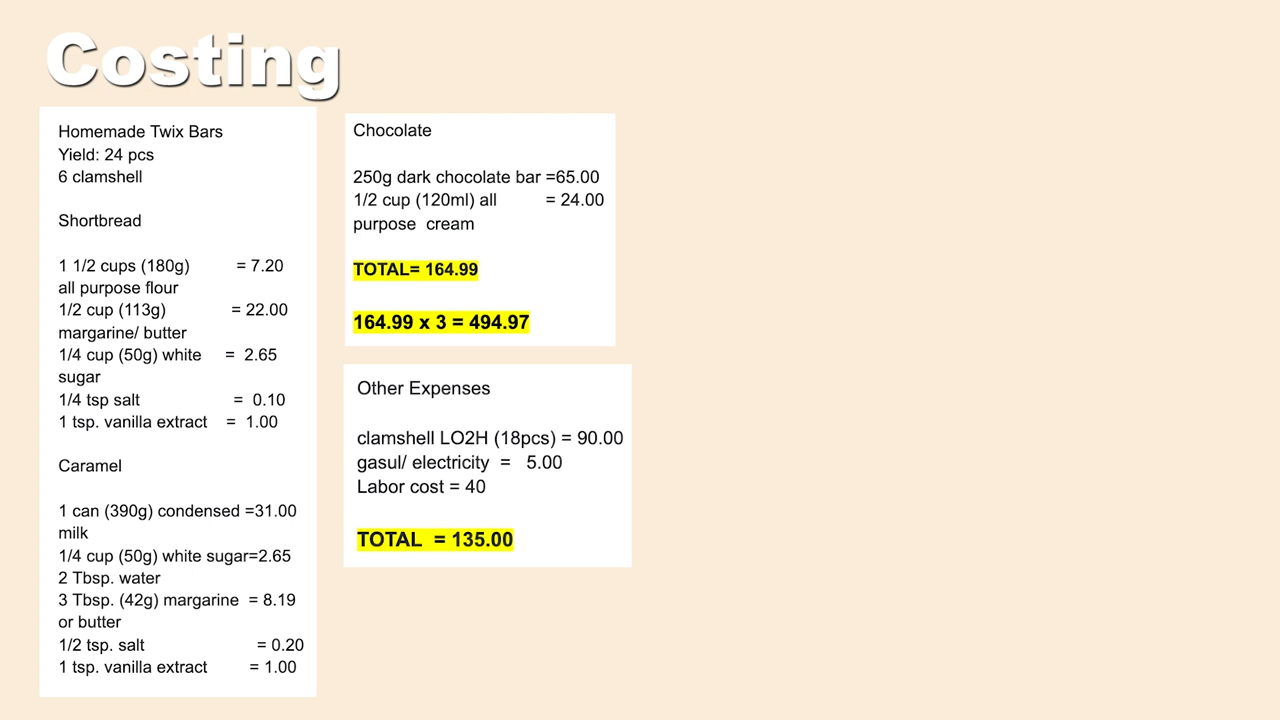 Costing
Homemade Twix Bars
Yield: 24 pcs
6 clamshell
Shortbread
1 1/2 cups (180g) = 7.20
all purpose flour
1/2 cup (113g) = 22.00
margarine/ butter
1/4 cup (50g) white = 2.65
sugar
1/4 tsp salt = 0.10
1 tsp. vanilla extract = 1.00
Caramel
1 can (390g) condensed =31.00
milk
1/4 cup (50g) white sugar=2.65
2 Tbsp. water
3 Tbsp. (42g) margarine = 8.19
or butter
1/2 tsp. salt = 0.20
1 tsp. vanilla extract = 1.00
Chocolate
250g dark chocolate bar =65.00
1/2 cup (120ml) all = 24.00
purpose cream
TOTAL= 164.99
164.99 x 3 = 494.97
Other Expenses
clamshell LO2H (18pcs) = 90.00
gasul/ electricity = 5.00
Labor cost = 40
TOTAL = 135.00